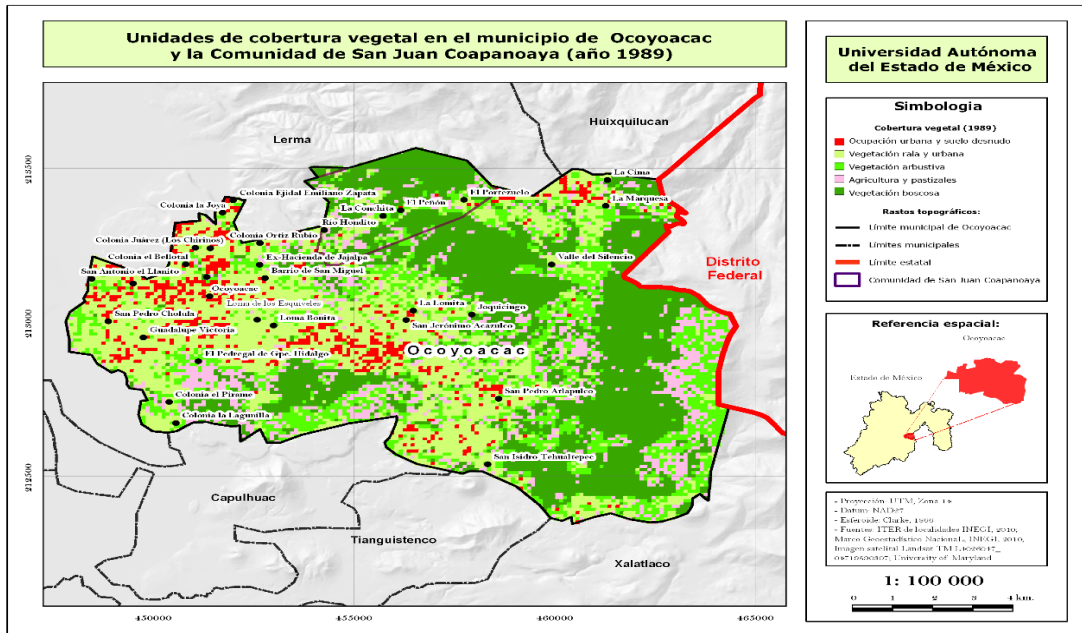 Unidades de cobertura vegetal en el municipio de Ocoyoacac
y la Comunidad de San Juan Coapanoaya (año 1989)
Lerma
Huixquilucan
La Cima
El Portezuelo
Colonia Ejidal Emiliano Zapata
El Peñón
La Conchita
La Marquesa
Colonia la Joya
Río Hondito
Colonia Ortiz Rubio
Colonia Juárez (Los Chirinos)
Colonia el Bellotal
Ex-Hacienda de Jajalpa
Valle del Silencio
Distrito
Federal
San Antonio el Llanito
Barrio de San Miguel
Ocoyoacac
Loma de los Esquiveles
La Lomita
Joquicingo
San Pedro Cholula
Loma Bonita
San Jerónimo Acazulco
Guadalupe Victoria
Ocoyoacac
El Pedregal de Gpe. Hidalgo
San Pedro Atlapulco
Colonia el Pirame
Colonia la Lagunilla
San Isidro Tehualtepec
Capulhuac
Tianguistenco
Xalatlaco
450000
455000
460000
465000
Universidad Autónoma
del Estado de México
Simbologia
Cobertura vegetal (1989)
Ocupación urbana y suelo desnudo
Vegetación rala y urbana
Vegetación arbustiva
Agricultura y pastizales
Vegetación boscosa
Rastos topográficos:
Límite municipal de Ocoyoacac
Límites municipales
Límite estatal
Comunidad de San Juan Coapanoaya
Referencia espacial:
Ocoyoacac
Estado de México
- Proyección: UTM, Zona 14
- Datum: NAD27
- Esferoide: Clarke, 1866
- Fuentes: ITER de localidades INEGI, 2010;
Marco Geoestadístico Nacional, INEGI, 2010,
Imagen satelital Landsat TM
University of Maryland
1: 100 000
0 1 2 3 4 km.